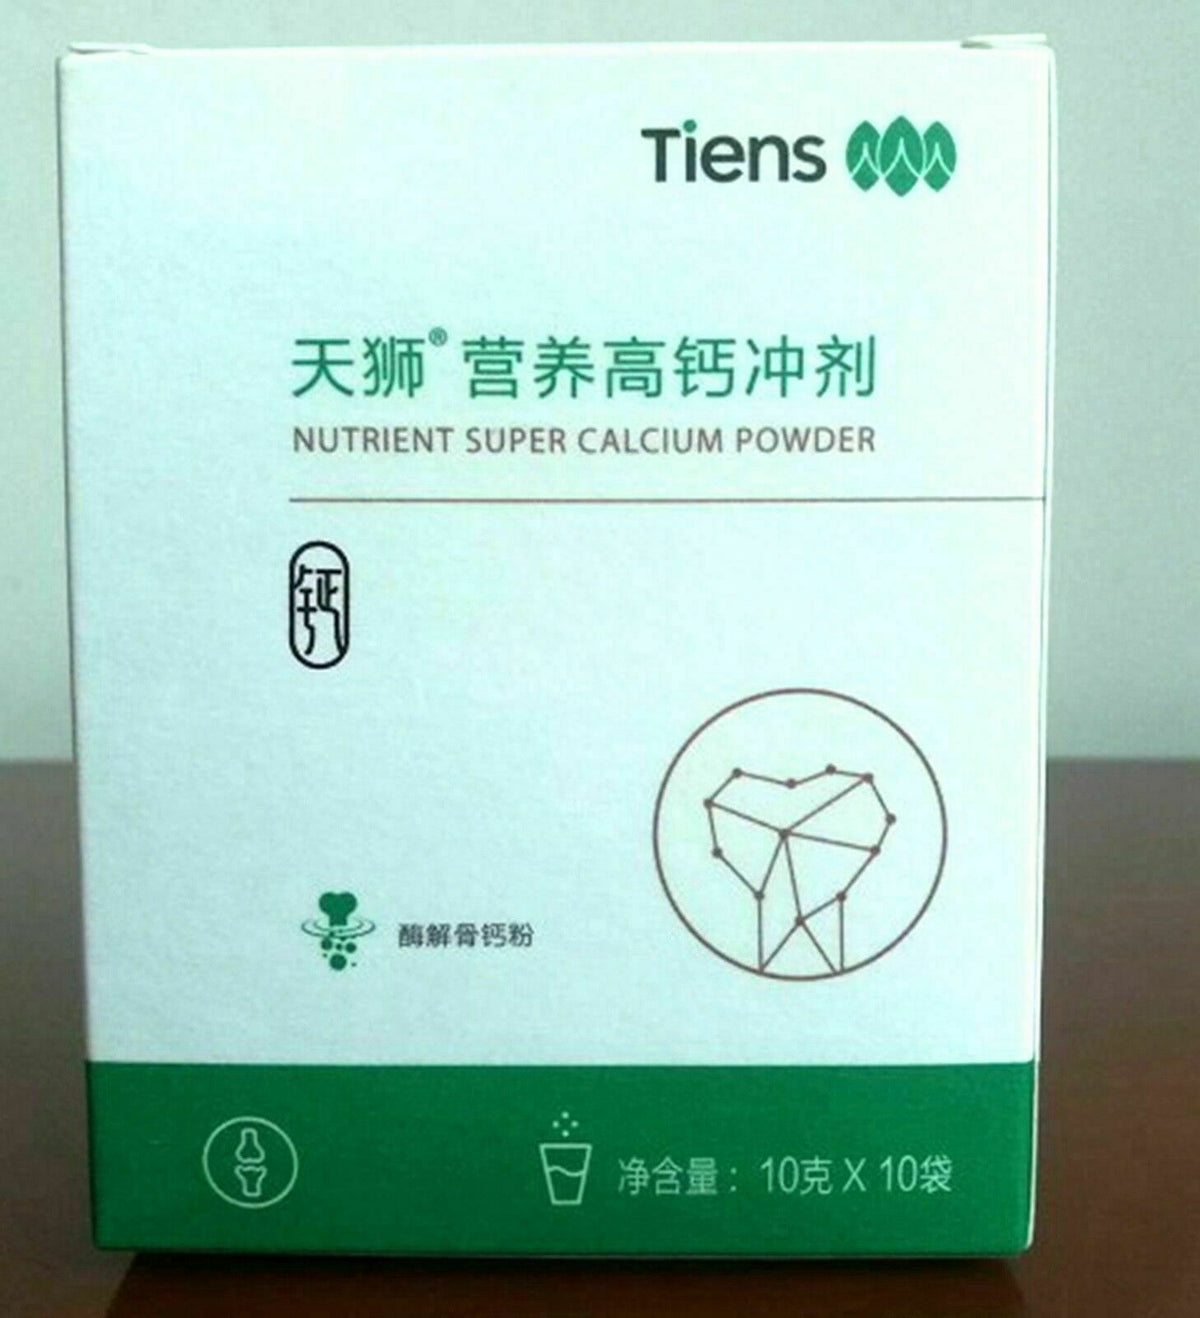 Tiens
天狮®营养高钙冲剂
NUTRIENT SUPER CALCIUM POWDER
钙
酶解骨钙粉
净含量：10克 X 10袋